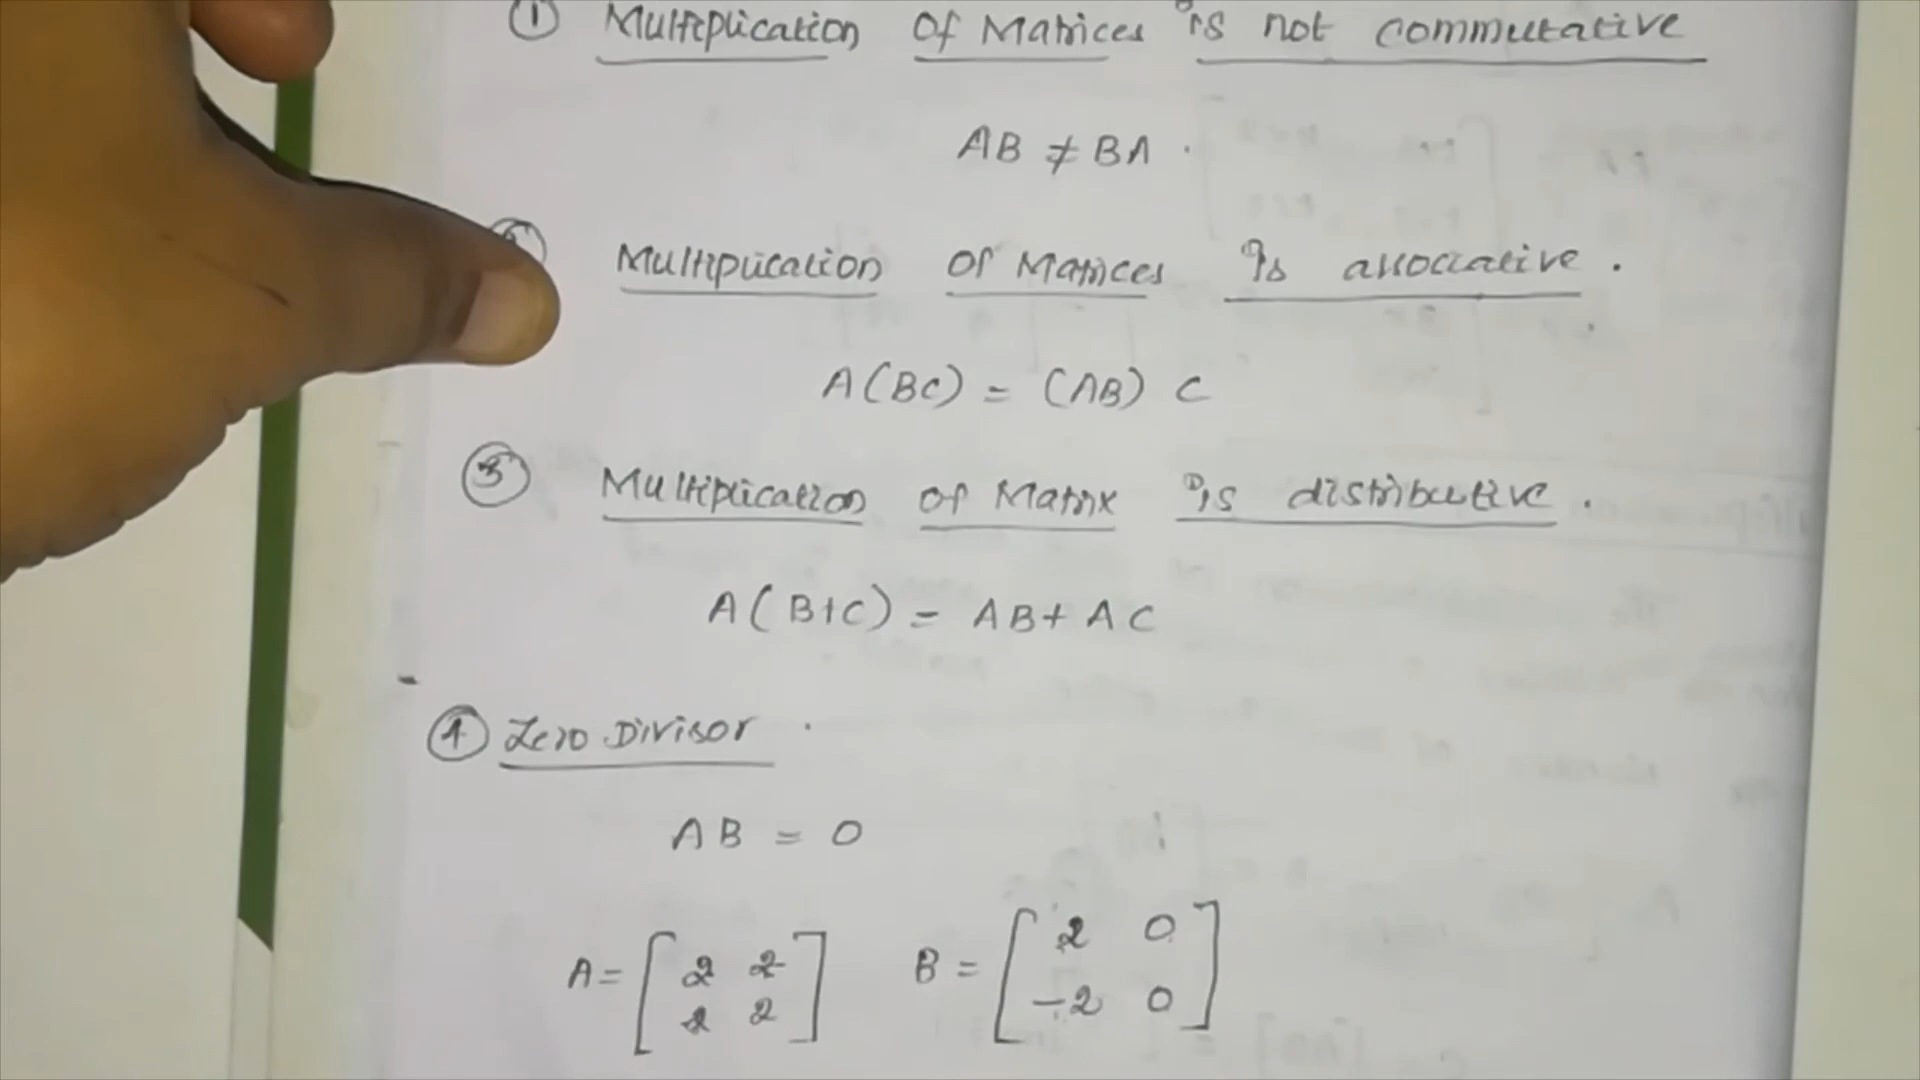 ① Multiplication Of Matrices is not commutative
AB ≠ BA .
Multiplication Of Matrices Is associative .
A(BC) = (AB) C
③ Multiplication of Matrix is distributive .
A(B+C) = AB + AC
④ Zero Divisor .
AB = 0
A = [ 2 2 ] B = [ 2 0 ]
[ 2 2 ] [ -2 0 ]